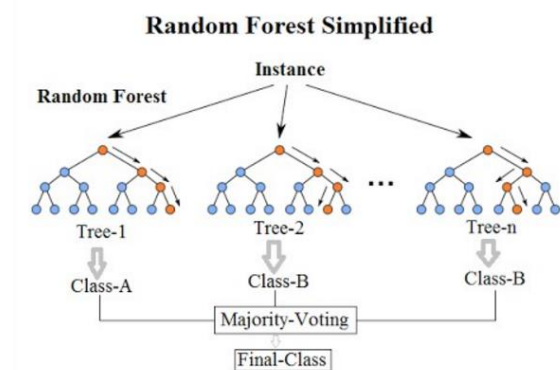 Random Forest Simplified
Instance
Random Forest
...
Tree-1
Tree-2
Tree-n
Class-A
Class-B
Class-B
Majority-Voting
Final-Class